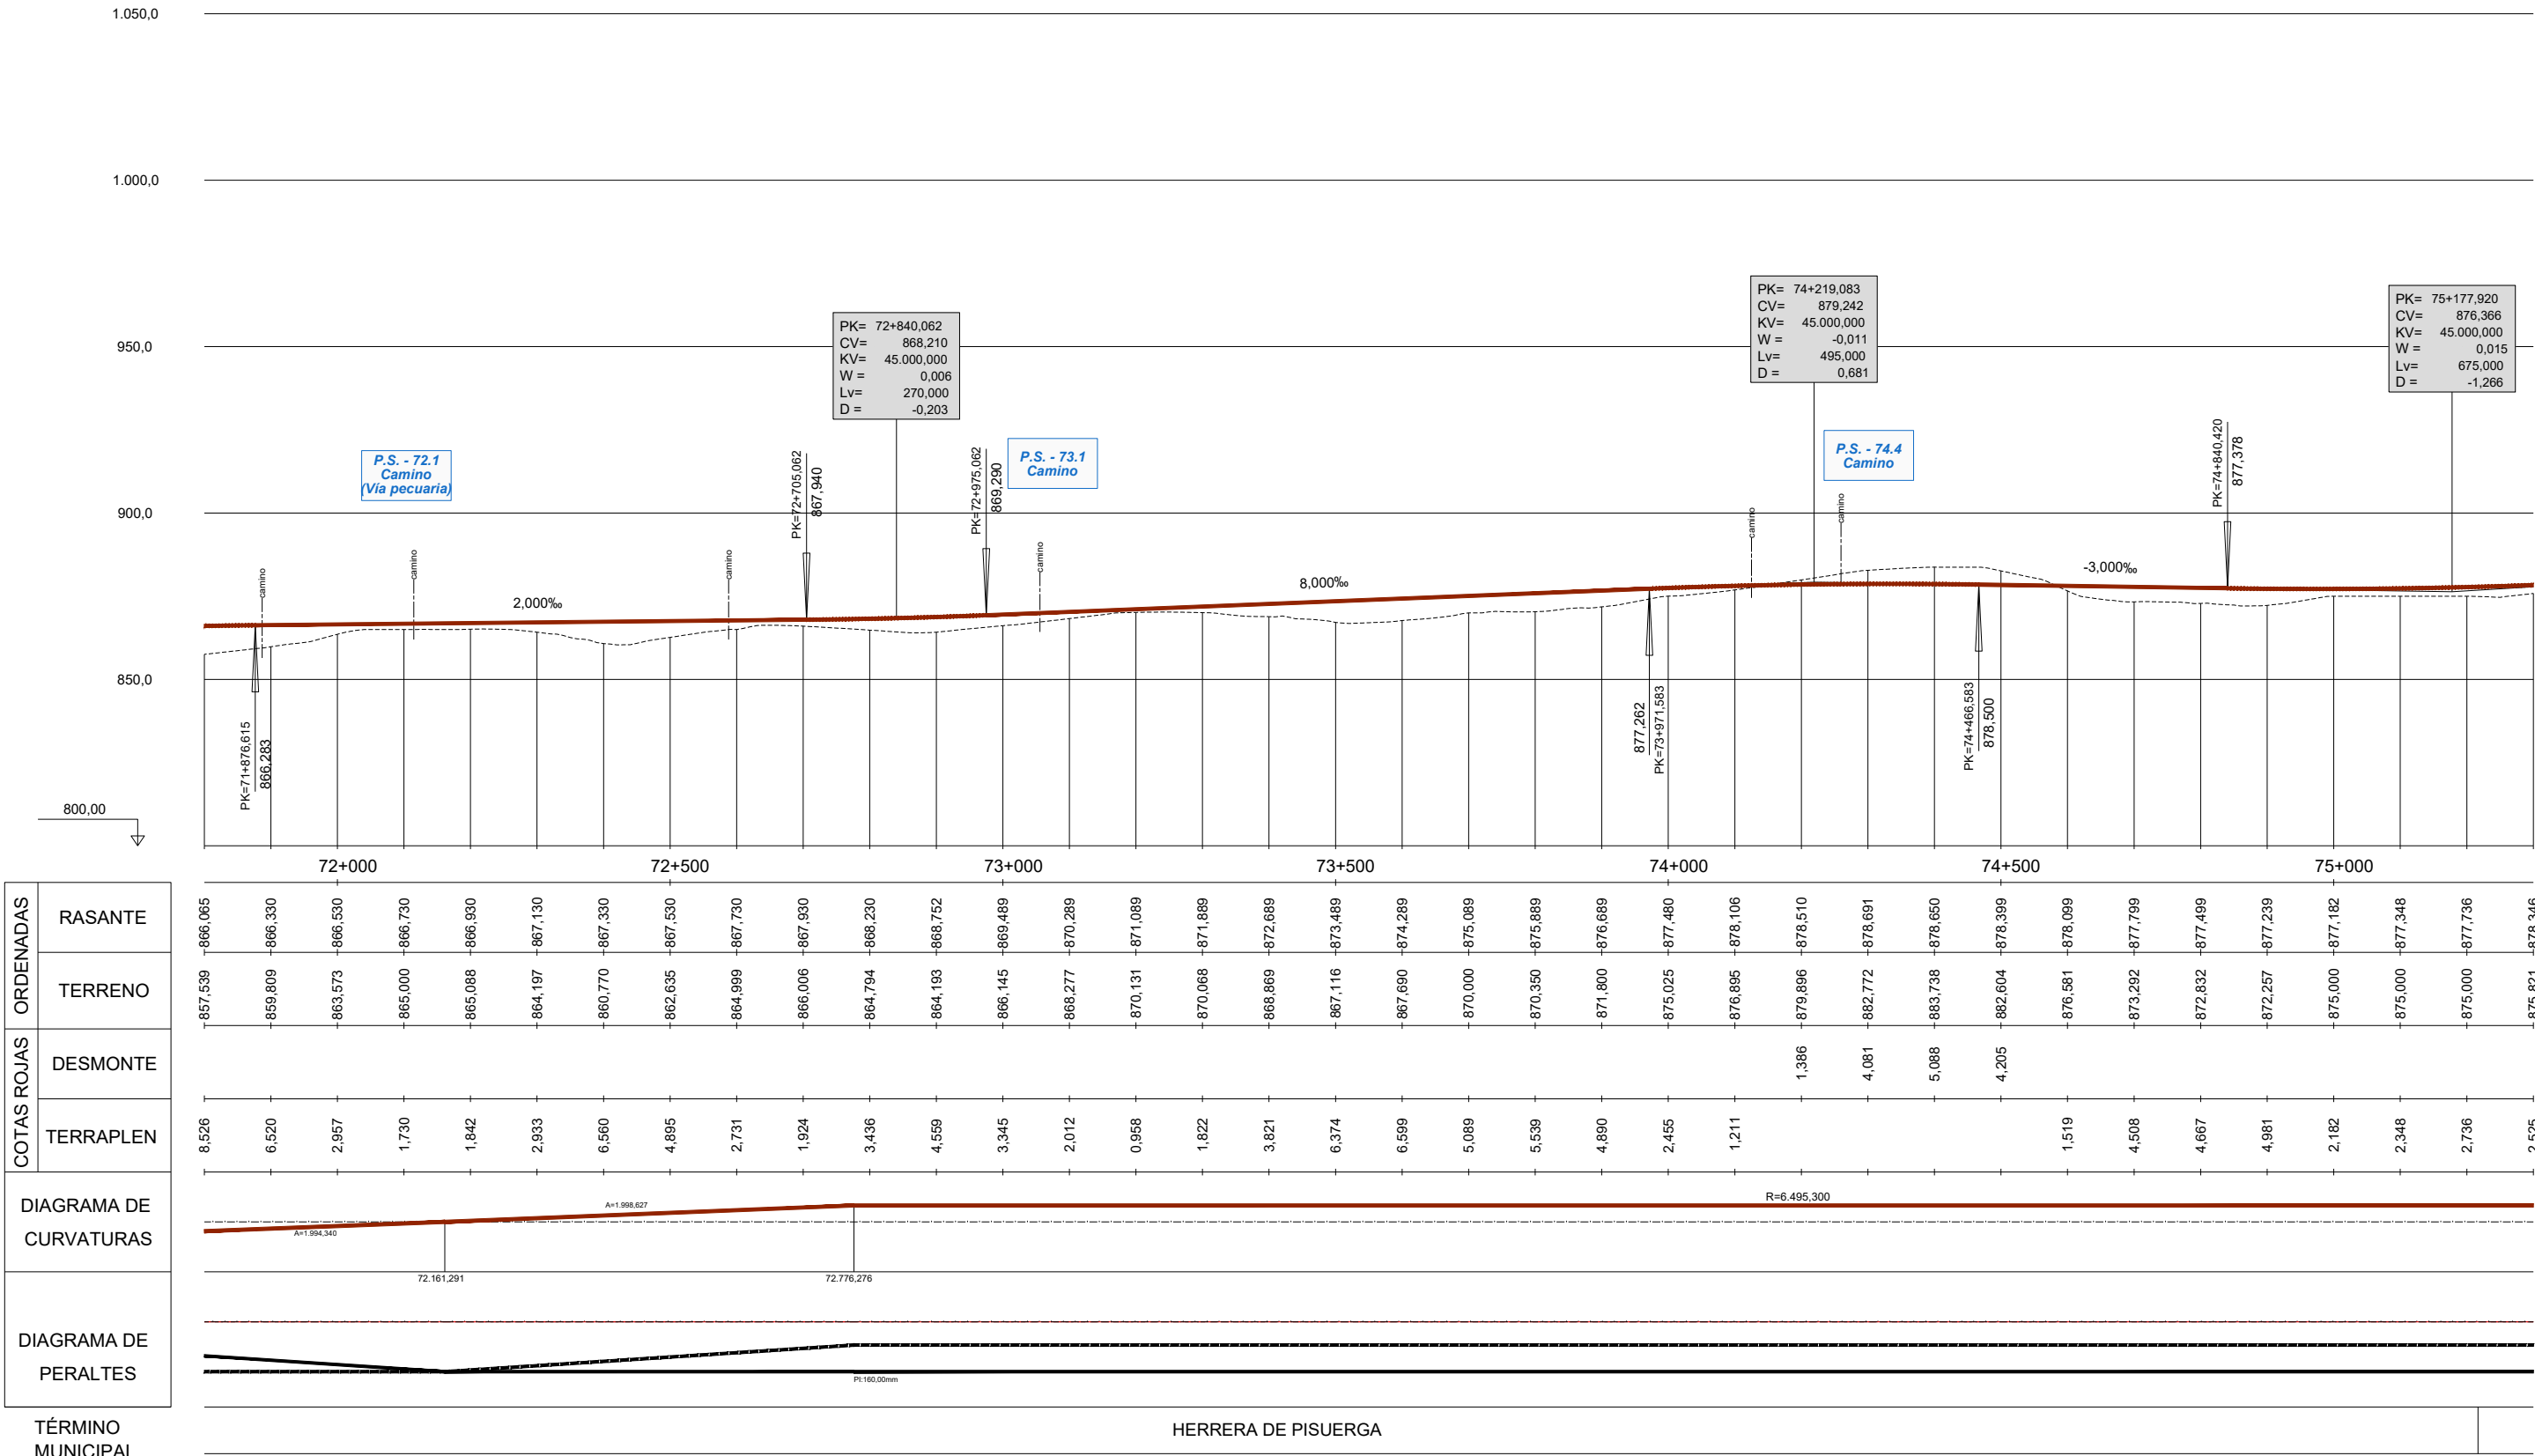 1.050,0
1.000,0
950,0
900,0
850,0
800,00
PK= 72+840,062
CV= 868,210
KV= 45.000,000
W = 0,006
Lv= 270,000
D = -0,203
PK= 74+219,083
CV= 879,242
KV= 45.000,000
W = -0,011
Lv= 495,000
D = 0,681
PK= 75+177,920
CV= 876,366
KV= 45.000,000
W = 0,015
Lv= 675,000
D = -1,266
P.S. - 72.1
Camino
(Vía pecuaria)
P.S. - 73.1
Camino
P.S. - 74.4
Camino
camino
camino
camino
camino
camino
camino
PK=71+876,615
866,283
PK=72+705,062
867,940
PK=72+975,062
869,290
877,262
PK=73+971,583
PK=74+466,583
878,500
PK=74+840,420
877,378
2,000‰
8,000‰
-3,000‰
72+000 72+500 73+000 73+500 74+000 74+500 75+000
ORDENADAS
RASANTE
866,065 866,330 866,530 866,730 866,930 867,130 867,330 867,530 867,730 867,930 868,230 868,752 869,489 870,289 871,089 871,889 872,689 873,489 874,289 875,089 875,889 876,689 877,480 878,106 878,510 878,691 878,650 878,399 878,099 877,799 877,499 877,239 877,182 877,348 877,736 878,346
TERRENO
857,539 859,809 863,573 865,000 865,088 864,197 860,770 862,635 864,999 866,006 864,794 864,193 866,145 868,277 870,131 870,068 868,869 867,116 867,690 870,000 870,350 871,800 875,025 876,895 879,896 882,772 883,738 882,604 876,581 873,292 872,832 872,257 875,000 875,000 875,000 875,821
COTAS ROJAS
DESMONTE
1,386 4,081 5,088 4,205
TERRAPLEN
8,526 6,520 2,957 1,730 1,842 2,933 6,560 4,895 2,731 1,924 3,436 4,559 3,345 2,012 0,958 1,822 3,821 6,374 6,599 5,089 5,539 4,890 2,455 1,211 1,519 4,508 4,667 4,981 2,182 2,348 2,736 2,525
DIAGRAMA DE
CURVATURAS
A=1.994,340
A=1.998,627
R=6.495,300
72.161,291
72.776,276
DIAGRAMA DE
PERALTES
PI:160,00mm
TÉRMINO
MUNICIPAL
HERRERA DE PISUERGA